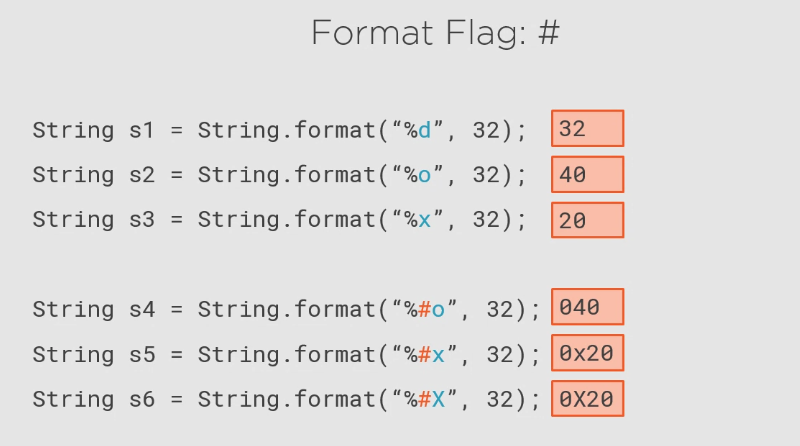 Format Flag: #
String s1 = String.format(“%d”, 32); 32
String s2 = String.format(“%o”, 32); 40
String s3 = String.format(“%x”, 32); 20
String s4 = String.format(“%#o”, 32); 040
String s5 = String.format(“%#x”, 32); 0x20
String s6 = String.format(“%#X”, 32); 0X20